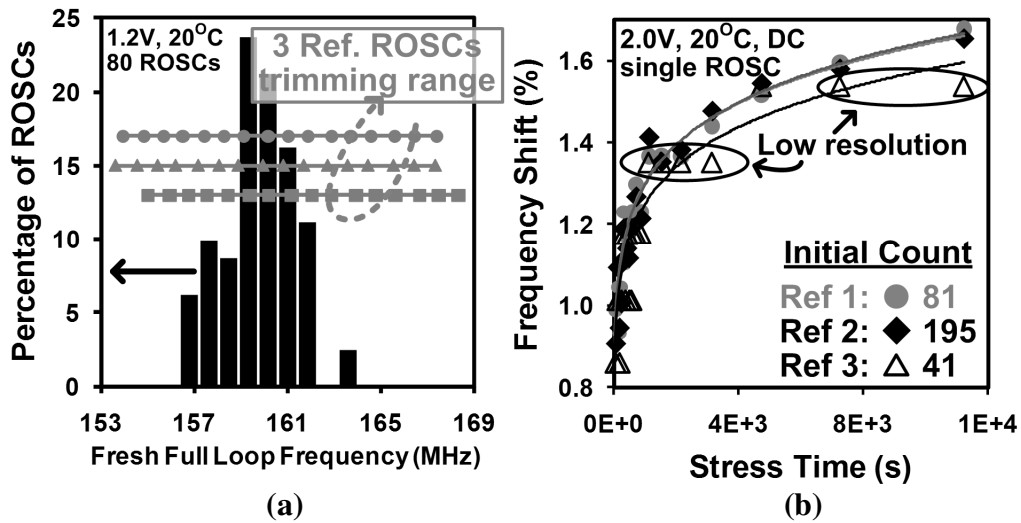 (a)
1.2V, 20°C
80 ROSCs
3 Ref. ROSCs
trimming range
Percentage of ROSCs
25
20
15
10
5
0
153 157 161 165 169
Fresh Full Loop Frequency (MHz)
(a)
(b)
2.0V, 20°C, DC
single ROSC
Low resolution
Initial Count
Ref 1: 81
Ref 2: 195
Ref 3: 41
Frequency Shift (%)
1.6
1.4
1.2
1.0
0.8
0E+0 4E+3 8E+3 1E+4
Stress Time (s)
(b)